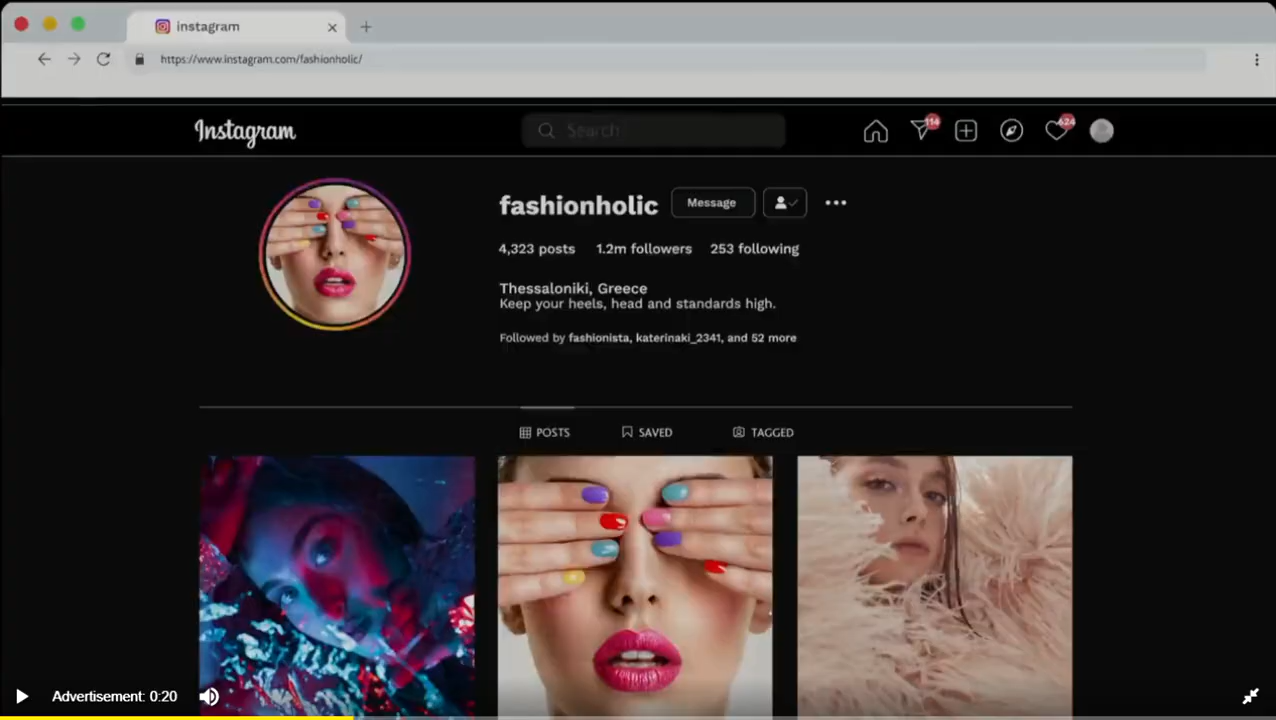 instagram
https://www.instagram.com/fashionholic/
Instagram
Search
114
624
fashionholic
Message
4,323 posts 1.2m followers 253 following
Thessaloniki, Greece
Keep your heels, head and standards high.
Followed by fashionista, katerinaki_2341, and 52 more
POSTS SAVED TAGGED
Advertisement: 0:20